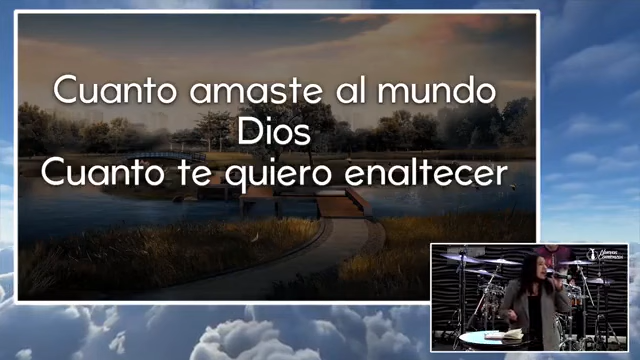 Cuanto amaste al mundo
Dios
Cuanto te quiero enaltecer